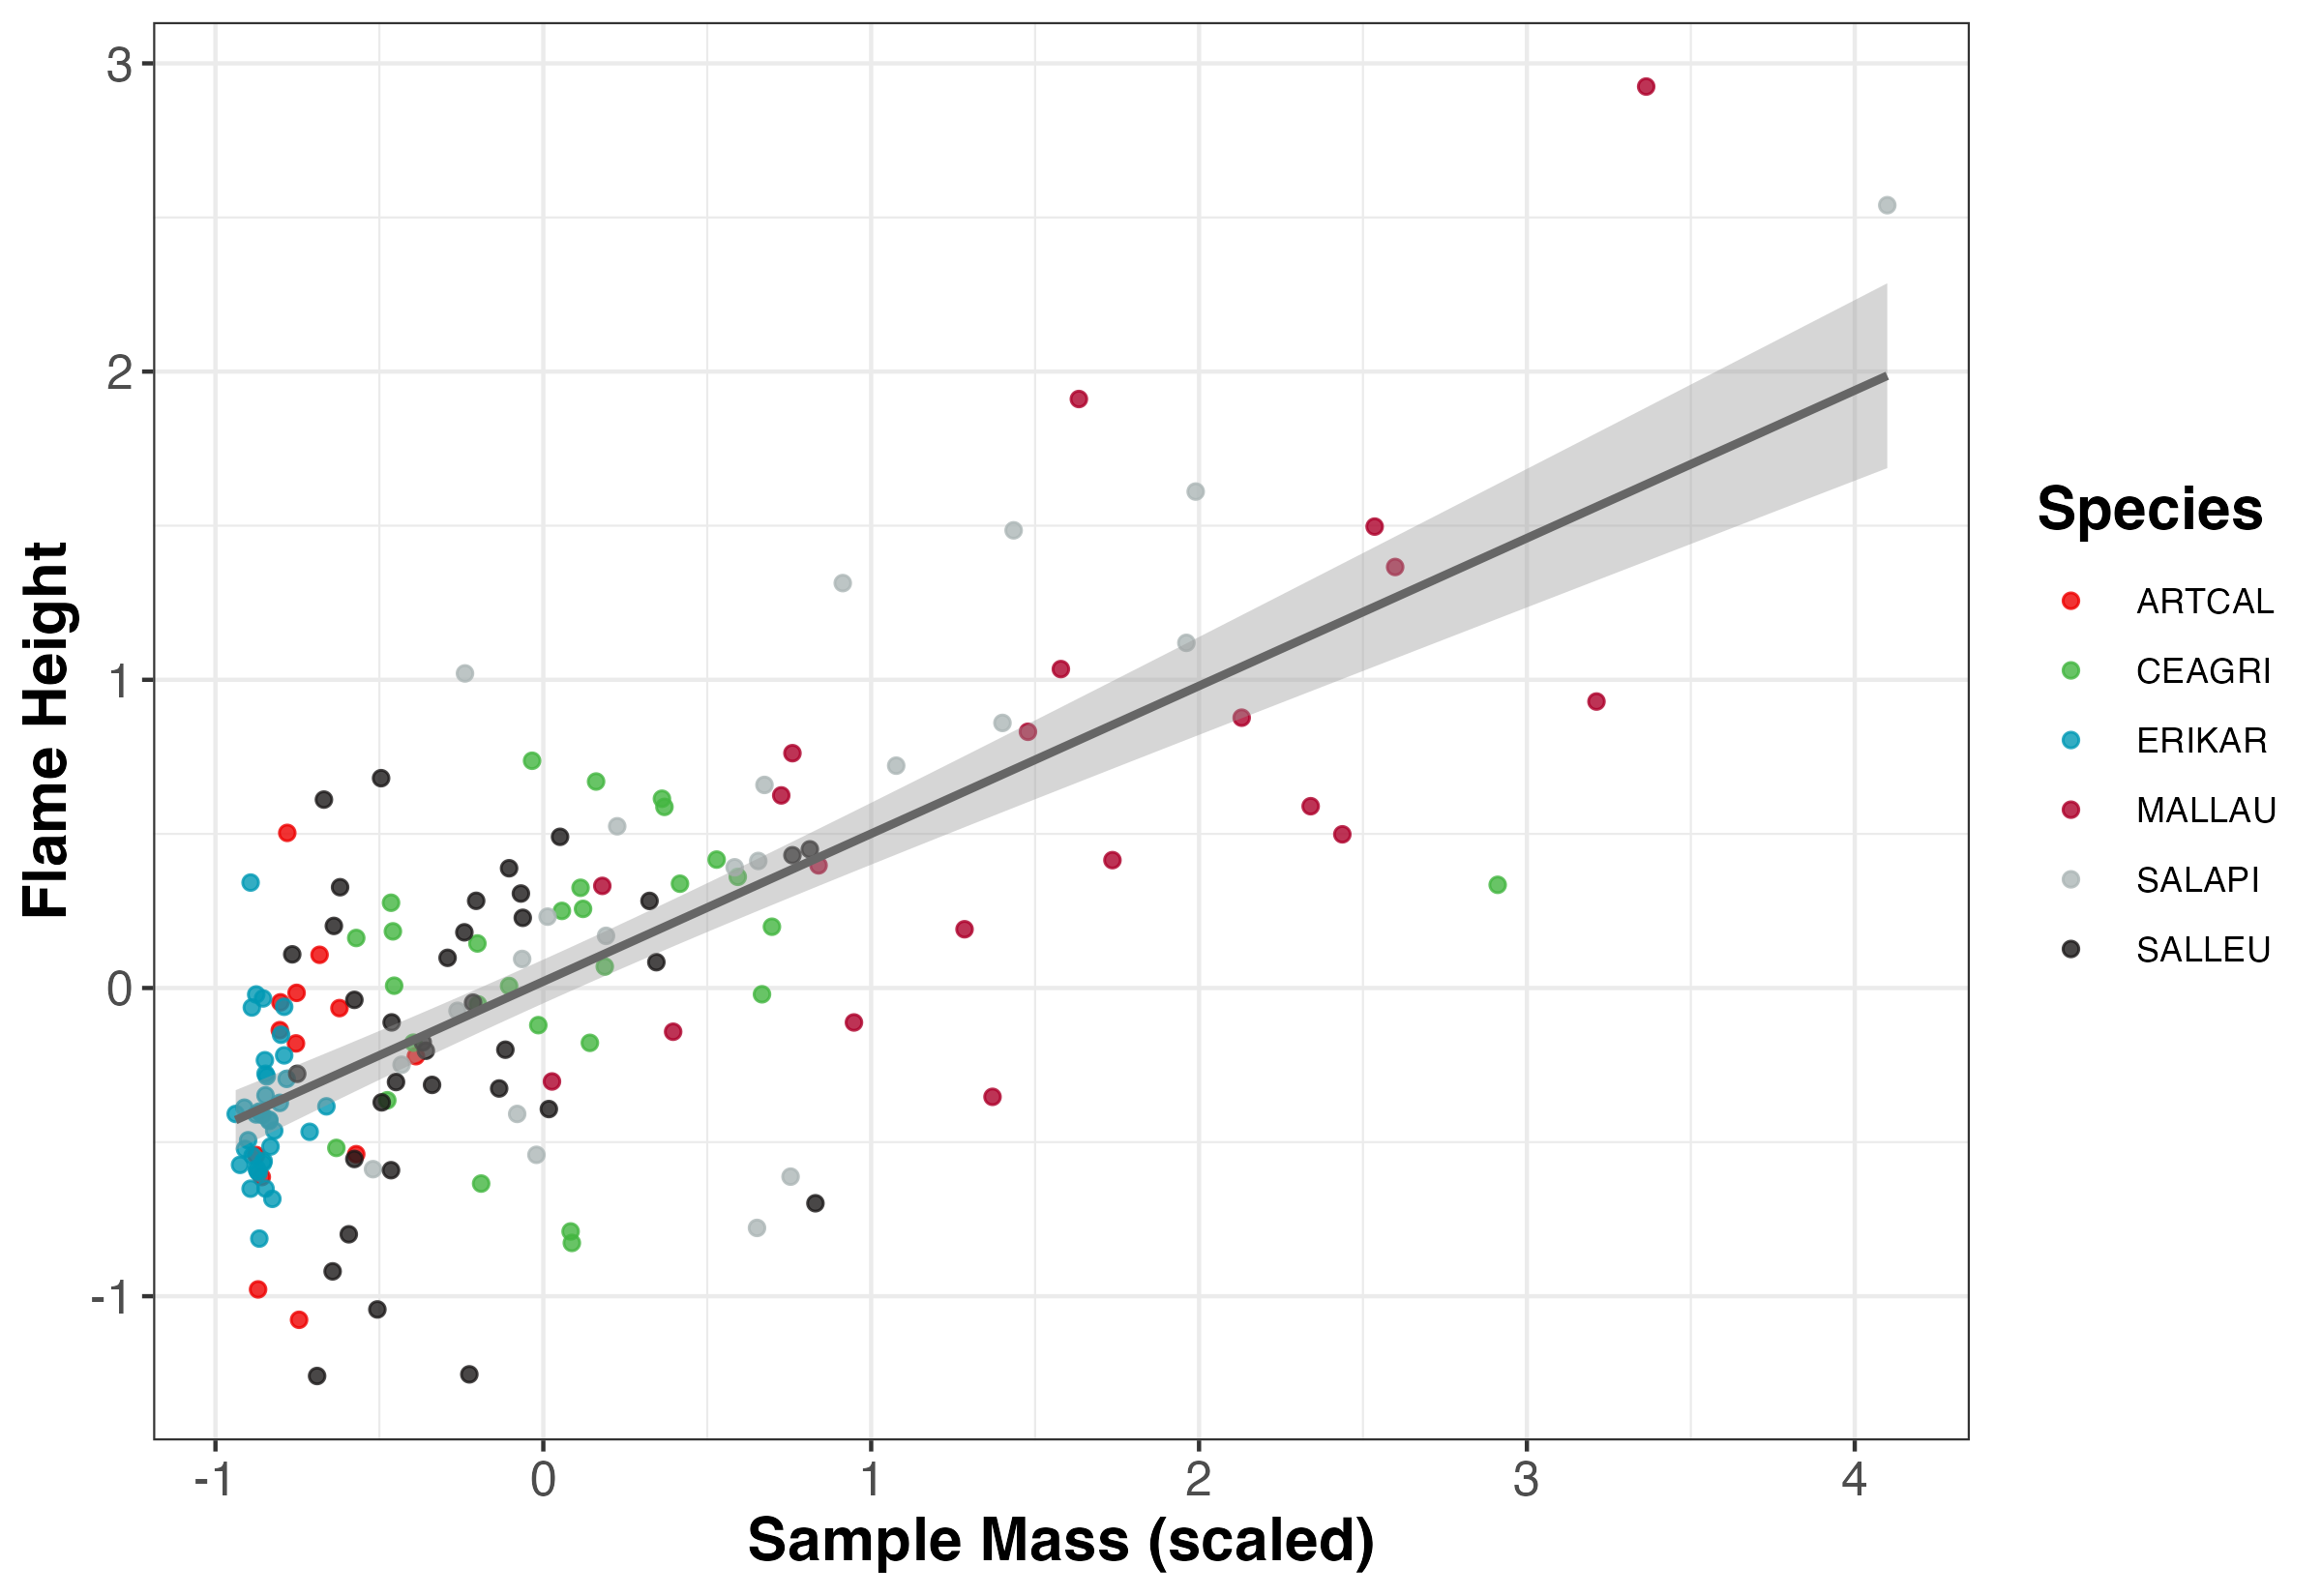 3
2
1
0
-1
Flame Height
-1 0 1 2 3 4
Sample Mass (scaled)
Species
ARTCAL
CEAGRI
ERIKAR
MALLAU
SALAPI
SALLEU